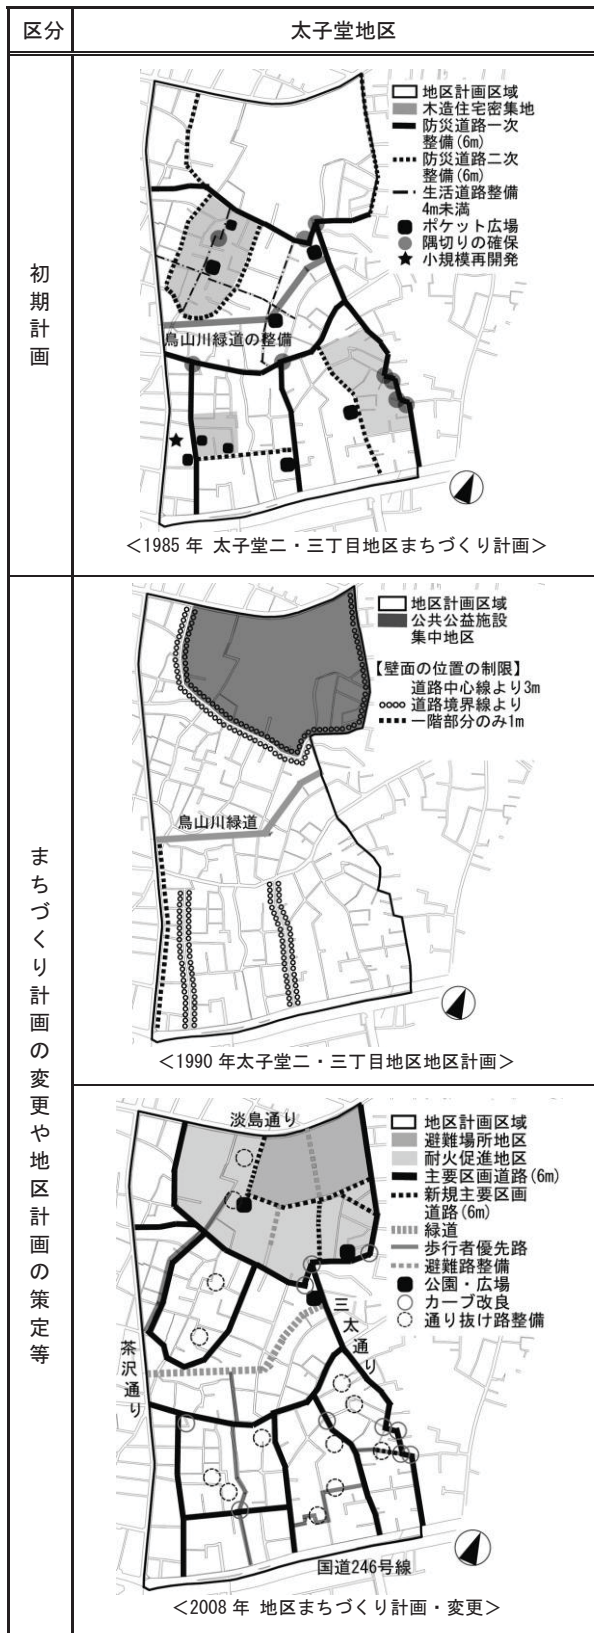 区分
太子堂地区
初期計画
地区計画区域
木造住宅密集地
防災道路一次
整備(6m)
防災道路二次
整備(6m)
生活道路整備
4m未満
ポケット広場
隅切りの確保
小規模再開発
烏山川緑道の整備
＜1985年 太子堂二・三丁目地区まちづくり計画＞
まちづくり計画の変更や地区計画の策定等
地区計画区域
公共公益施設
集中地区
【壁面の位置の制限】
道路中心線より3m
道路境界線より
一階部分のみ1m
烏山川緑道
＜1990年太子堂二・三丁目地区地区計画＞
淡島通り
地区計画区域
避難場所地区
耐火促進地区
主要区画道路(6m)
新規主要区画
道路(6m)
緑道
歩行者優先路
避難路整備
公園・広場
カーブ改良
通り抜け路整備
三太通り
茶沢通り
国道246号線
＜2008年 地区まちづくり計画・変更＞